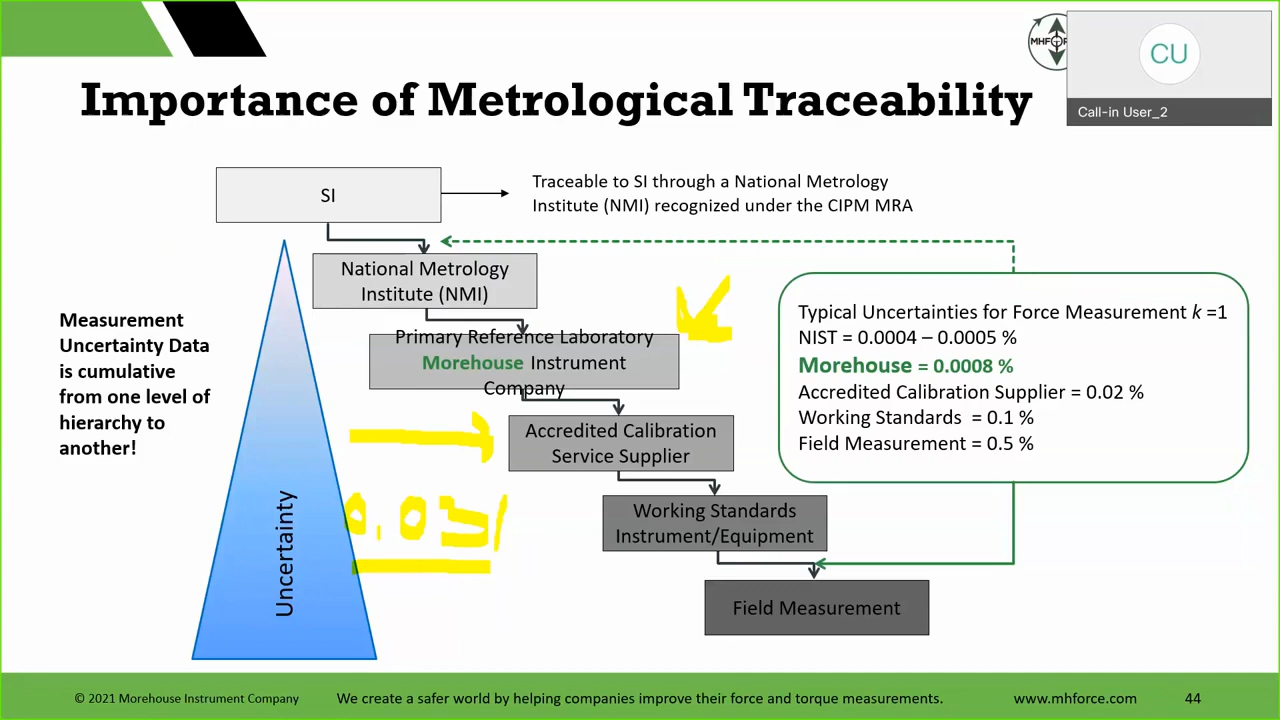 MHFORCE
CU
Call-in User_2
Importance of Metrological Traceability
SI
Traceable to SI through a National Metrology
Institute (NMI) recognized under the CIPM MRA
National Metrology
Institute (NMI)
Primary Reference Laboratory
Morehouse Instrument
Company
Accredited Calibration
Service Supplier
Working Standards
Instrument/Equipment
Field Measurement
Measurement
Uncertainty Data
is cumulative
from one level of
hierarchy to
another!
Uncertainty
Typical Uncertainties for Force Measurement k =1
NIST = 0.0004 – 0.0005 %
Morehouse = 0.0008 %
Accredited Calibration Supplier = 0.02 %
Working Standards = 0.1 %
Field Measurement = 0.5 %
© 2021 Morehouse Instrument Company
We create a safer world by helping companies improve their force and torque measurements.
www.mhforce.com
44